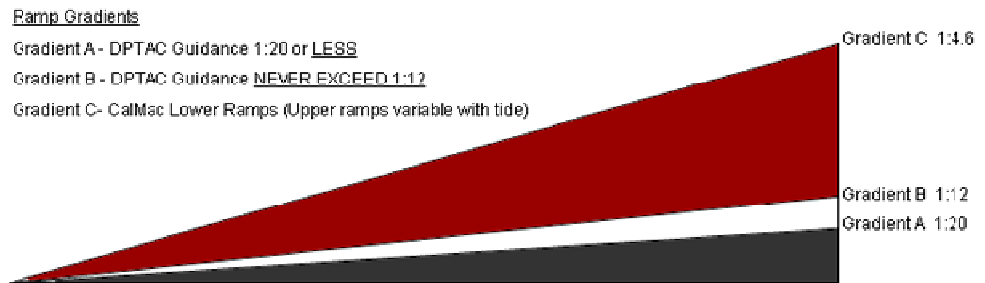 Ramp Gradients
Gradient A - DPTAC Guidance 1:20 or LESS
Gradient B - DPTAC Guidance NEVER EXCEED 1:12
Gradient C- CalMac Lower Ramps (Upper ramps variable with tide)
Gradient C 1:4.6
Gradient B 1:12
Gradient A 1:20